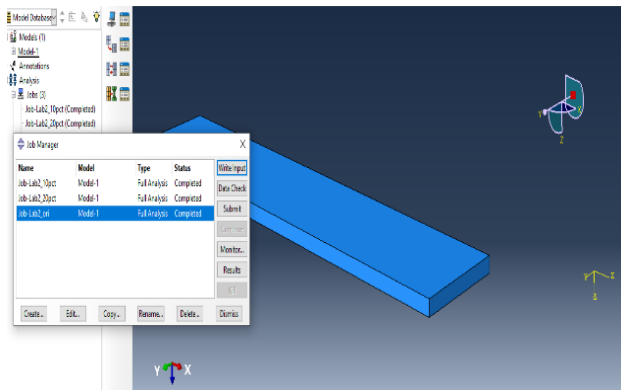 Model Database
Models (1)
Model-1
Annotations
Analysis
Jobs (3)
Job-Lab2_10pct (Completed)
Job-Lab2_20pct (Completed)
Job Manager X
Name Model Type Status
Job-Lab2_10pct Model-1 Full Analysis Completed
Job-Lab2_20pct Model-1 Full Analysis Completed
Job-Lab2_ori Model-1 Full Analysis Completed
Write Input
Data Check
Submit
Continue
Monitor...
Results
Kill
Create... Edit... Copy... Rename... Delete... Dismiss
Y X
Y X
Z
Y X
Z